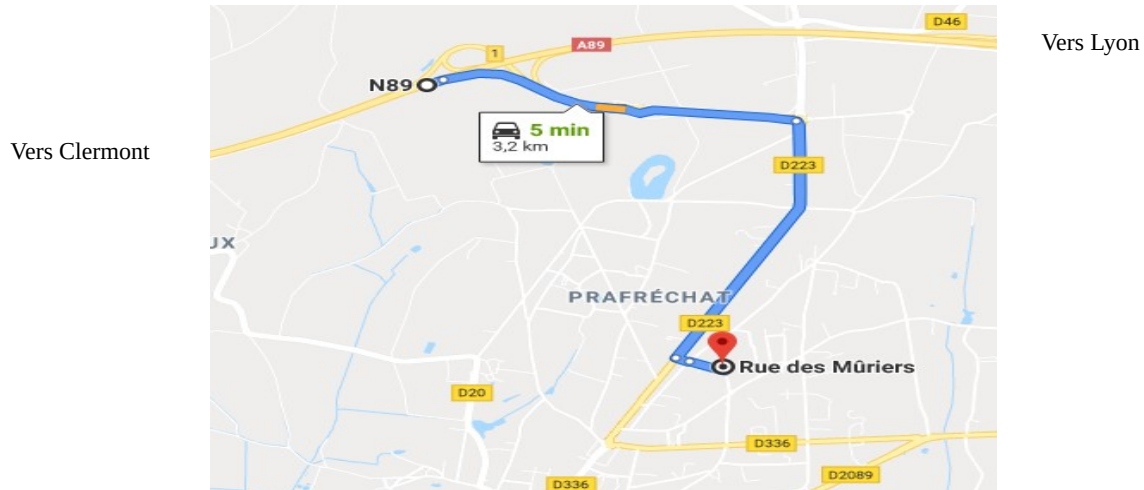 D46
Vers Lyon
A89
1
N89
5 min
3,2 km
Vers Clermont
D223
UX
PRAFRÉCHAT
D223
Rue des Mûriers
D20
D336
D2089
D336